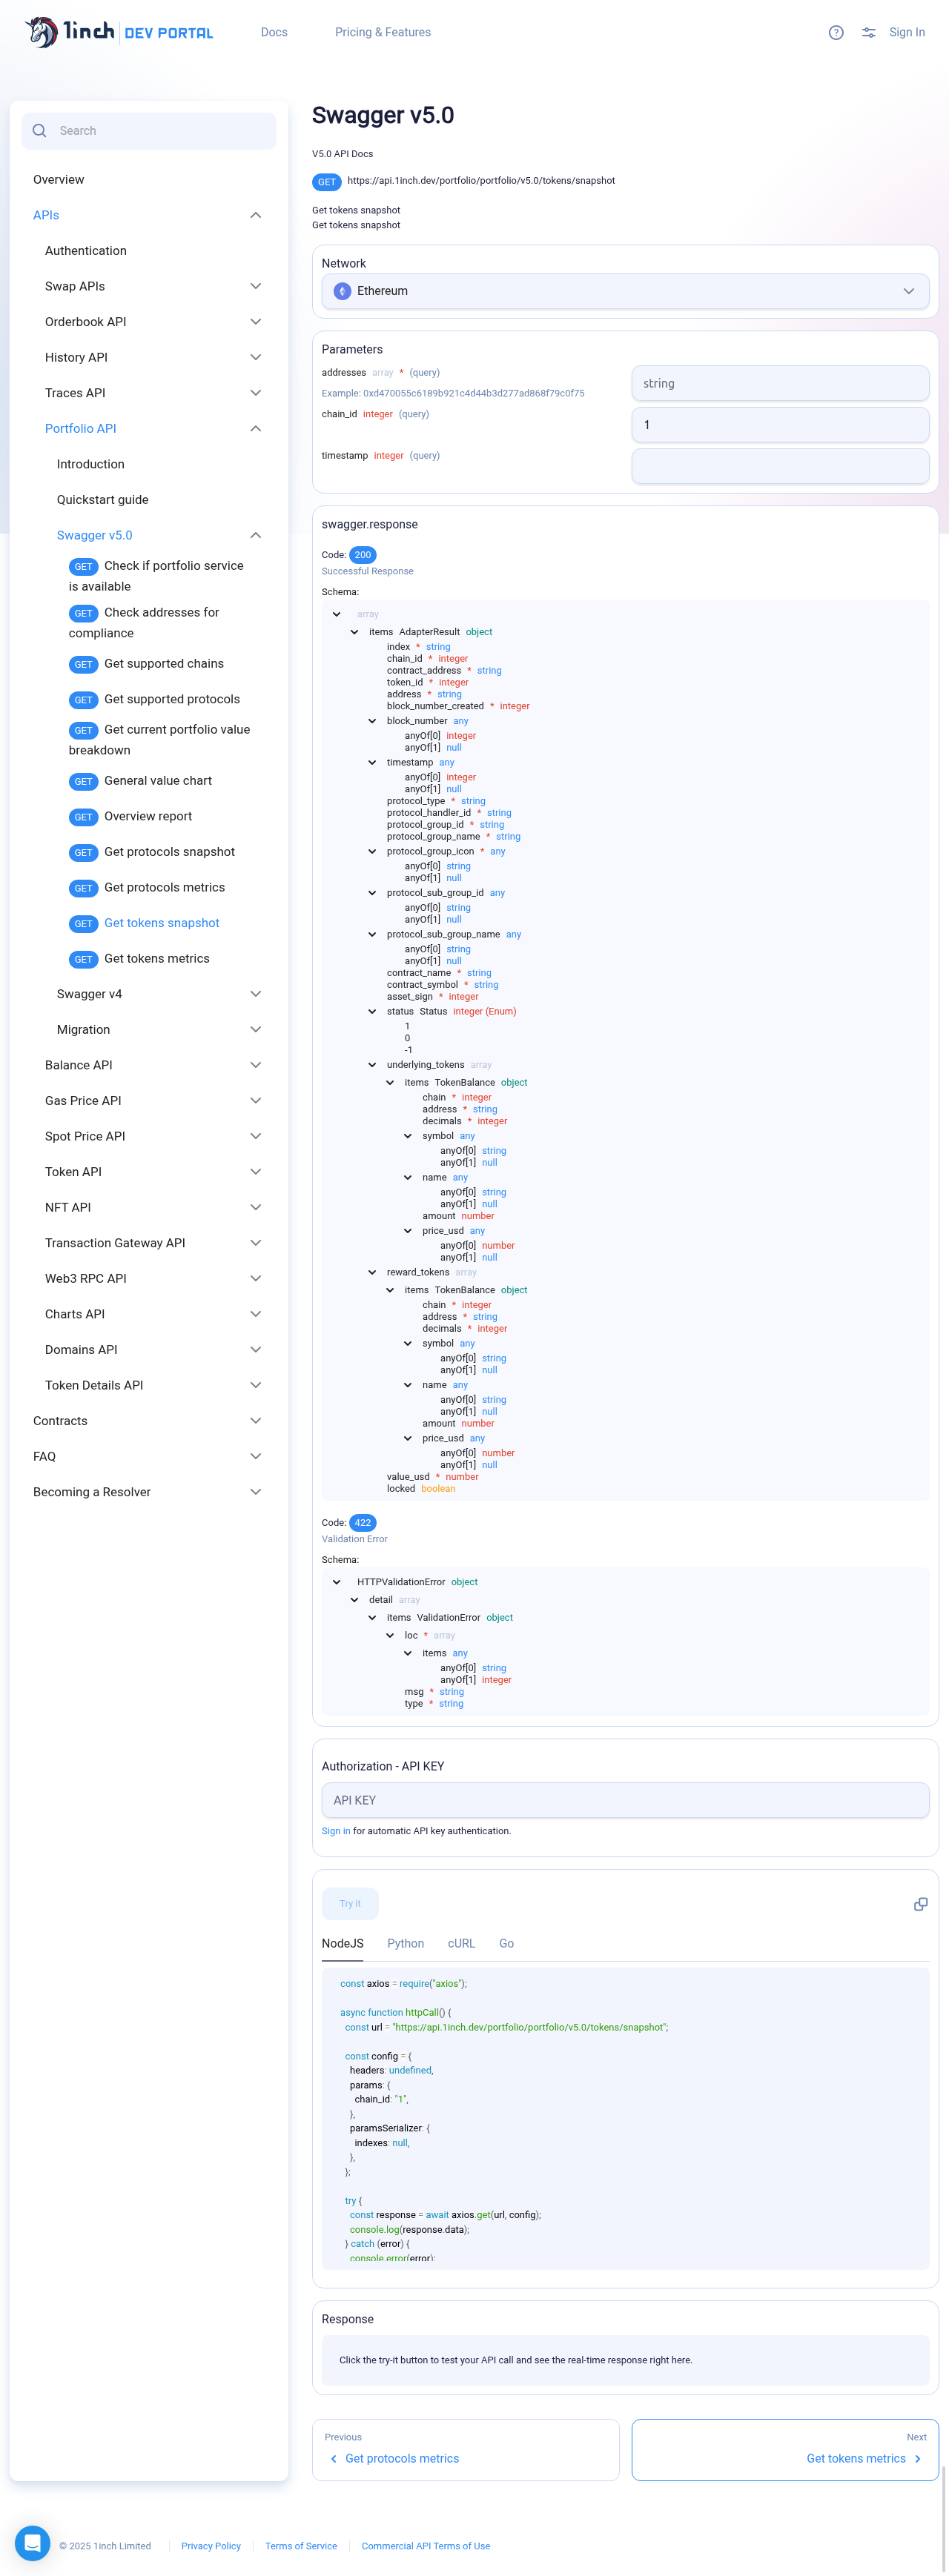 1inch DEV PORTAL
Docs
Pricing & Features
Sign In
Search
Overview
APIs
Authentication
Swap APIs
Orderbook API
History API
Traces API
Portfolio API
Introduction
Quickstart guide
Swagger v5.0
GET Check if portfolio service
is available
GET Check addresses for
compliance
GET Get supported chains
GET Get supported protocols
GET Get current portfolio value
breakdown
GET General value chart
GET Overview report
GET Get protocols snapshot
GET Get protocols metrics
GET Get tokens snapshot
GET Get tokens metrics
Swagger v4
Migration
Balance API
Gas Price API
Spot Price API
Token API
NFT API
Transaction Gateway API
Web3 RPC API
Charts API
Domains API
Token Details API
Contracts
FAQ
Becoming a Resolver
Swagger v5.0
V5.0 API Docs
GET https://api.1inch.dev/portfolio/portfolio/v5.0/tokens/snapshot
Get tokens snapshot
Get tokens snapshot
Network
Ethereum
Parameters
addresses array * (query)
string
Example: 0xd470055c6189b921c4d44b3d277ad868f79c0f75
chain_id integer (query)
1
timestamp integer (query)
swagger.response
Code: 200
Successful Response
Schema:
array
items AdapterResult object
index * string
chain_id * integer
contract_address * string
token_id * integer
address * string
block_number_created * integer
block_number any
anyOf[0] integer
anyOf[1] null
timestamp any
anyOf[0] integer
anyOf[1] null
protocol_type * string
protocol_handler_id * string
protocol_group_id * string
protocol_group_name * string
protocol_group_icon * any
anyOf[0] string
anyOf[1] null
protocol_sub_group_id any
anyOf[0] string
anyOf[1] null
protocol_sub_group_name any
anyOf[0] string
anyOf[1] null
contract_name * string
contract_symbol * string
asset_sign * integer
status Status integer (Enum)
1
0
-1
underlying_tokens array
items TokenBalance object
chain * integer
address * string
decimals * integer
symbol any
anyOf[0] string
anyOf[1] null
name any
anyOf[0] string
anyOf[1] null
amount number
price_usd any
anyOf[0] number
anyOf[1] null
reward_tokens array
items TokenBalance object
chain * integer
address * string
decimals * integer
symbol any
anyOf[0] string
anyOf[1] null
name any
anyOf[0] string
anyOf[1] null
amount number
price_usd any
anyOf[0] number
anyOf[1] null
value_usd * number
locked boolean
Code: 422
Validation Error
Schema:
HTTPValidationError object
detail array
items ValidationError object
loc * array
items any
anyOf[0] string
anyOf[1] integer
msg * string
type * string
Authorization - API KEY
API KEY
Sign in for automatic API key authentication.
Try it
NodeJS Python cURL Go
const axios = require("axios");
async function httpCall() {
const url = "https://api.1inch.dev/portfolio/portfolio/v5.0/tokens/snapshot";
const config = {
headers: undefined,
params: {
chain_id: "1",
},
paramsSerializer: {
indexes: null,
},
};
try {
const response = await axios.get(url, config);
console.log(response.data);
} catch (error) {
console.error(error);
Response
Click the try-it button to test your API call and see the real-time response right here.
Previous
Get protocols metrics
Next
Get tokens metrics
© 2025 1inch Limited
Privacy Policy
Terms of Service
Commercial API Terms of Use